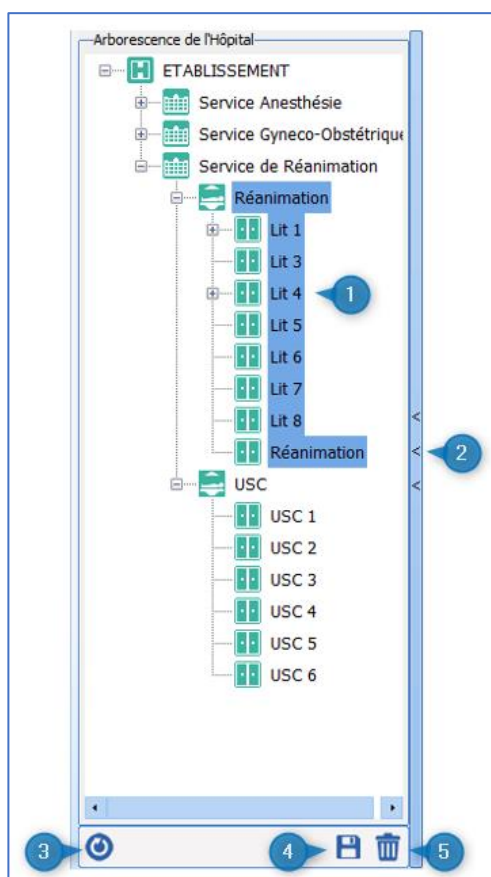 Arborescence de l'Hôpital
ETABLISSEMENT
Service Anesthésie
Service Gyneco-Obstétrique
Service de Réanimation
Réanimation
Lit 1
Lit 3
Lit 4
1
Lit 5
Lit 6
Lit 7
Lit 8
<
Réanimation
<
2
USC
<
USC 1
USC 2
USC 3
USC 4
USC 5
USC 6
3
4
5